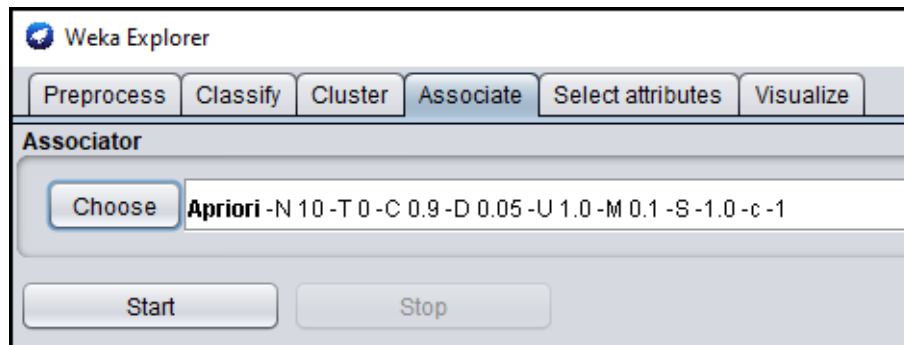 Weka Explorer
Preprocess Classify Cluster Associate Select attributes Visualize
Associator
Choose Apriori -N 10 -T 0 -C 0.9 -D 0.05 -U 1.0 -M 0.1 -S -1.0 -c -1
Start Stop